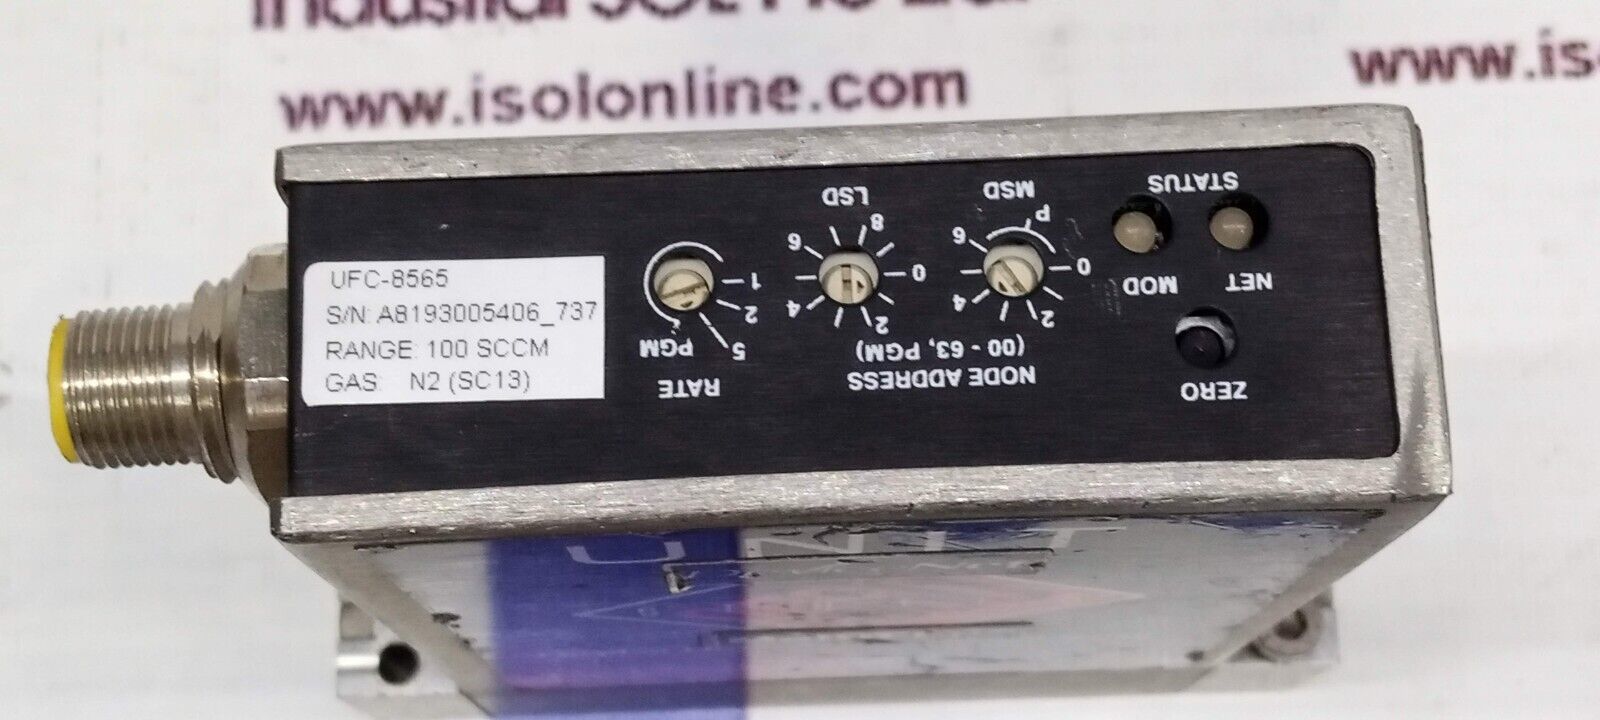 www.isolonline.com
www.is
UFC-8565
S/N: A8193005406_737
RANGE: 100 SCCM
GAS: N2 (SC13)
STATUS
MOD
NET
ZERO
MSD
P
6
0
4
2
LSD
8
6
0
4
2
NODE ADDRESS
(00 - 63, PGM)
1
2
5
PGM
RATE
UNIT